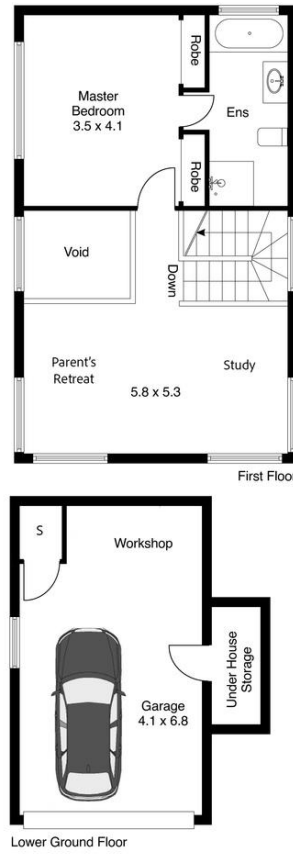 Robe
Master
Bedroom
3.5 x 4.1
Ens
Robe
Void
Down
Parent's
Retreat
Study
5.8 x 5.3
First Floor
S
Workshop
Under House
Storage
Garage
4.1 x 6.8
Lower Ground Floor